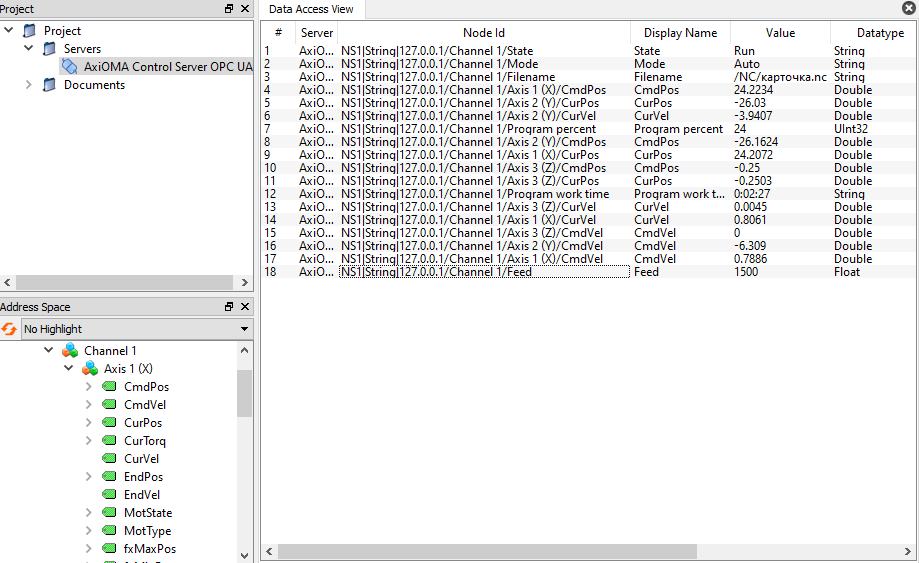 Project
Project
Servers
AxiOMA Control Server OPC UA
Documents
Address Space
No Highlight
Channel 1
Axis 1 (X)
CmdPos
CmdVel
CurPos
CurTorq
CurVel
EndPos
EndVel
MotState
MotType
fxMaxPos
Data Access View
# Server Node Id Display Name Value Datatype
1 AxiO... NS1|String|127.0.0.1/Channel 1/State State Run String
2 AxiO... NS1|String|127.0.0.1/Channel 1/Mode Mode Auto String
3 AxiO... NS1|String|127.0.0.1/Channel 1/Filename Filename /NC/карточка.nc String
4 AxiO... NS1|String|127.0.0.1/Channel 1/Axis 1 (X)/CmdPos CmdPos 24.2234 Double
5 AxiO... NS1|String|127.0.0.1/Channel 1/Axis 2 (Y)/CurPos CurPos -26.03 Double
6 AxiO... NS1|String|127.0.0.1/Channel 1/Axis 2 (Y)/CurVel CurVel -3.9407 Double
7 AxiO... NS1|String|127.0.0.1/Channel 1/Program percent Program percent 24 UInt32
8 AxiO... NS1|String|127.0.0.1/Channel 1/Axis 2 (Y)/CmdPos CmdPos -26.1624 Double
9 AxiO... NS1|String|127.0.0.1/Channel 1/Axis 1 (X)/CurPos CurPos 24.2072 Double
10 AxiO... NS1|String|127.0.0.1/Channel 1/Axis 3 (Z)/CmdPos CmdPos -0.25 Double
11 AxiO... NS1|String|127.0.0.1/Channel 1/Axis 3 (Z)/CurPos CurPos -0.2503 Double
12 AxiO... NS1|String|127.0.0.1/Channel 1/Program work time Program work t... 0:02:27 String
13 AxiO... NS1|String|127.0.0.1/Channel 1/Axis 3 (Z)/CurVel CurVel 0.0045 Double
14 AxiO... NS1|String|127.0.0.1/Channel 1/Axis 1 (X)/CurVel CurVel 0.8061 Double
15 AxiO... NS1|String|127.0.0.1/Channel 1/Axis 3 (Z)/CmdVel CmdVel 0 Double
16 AxiO... NS1|String|127.0.0.1/Channel 1/Axis 2 (Y)/CmdVel CmdVel -6.309 Double
17 AxiO... NS1|String|127.0.0.1/Channel 1/Axis 1 (X)/CmdVel CmdVel 0.7886 Double
18 AxiO... NS1|String|127.0.0.1/Channel 1/Feed Feed 1500 Float